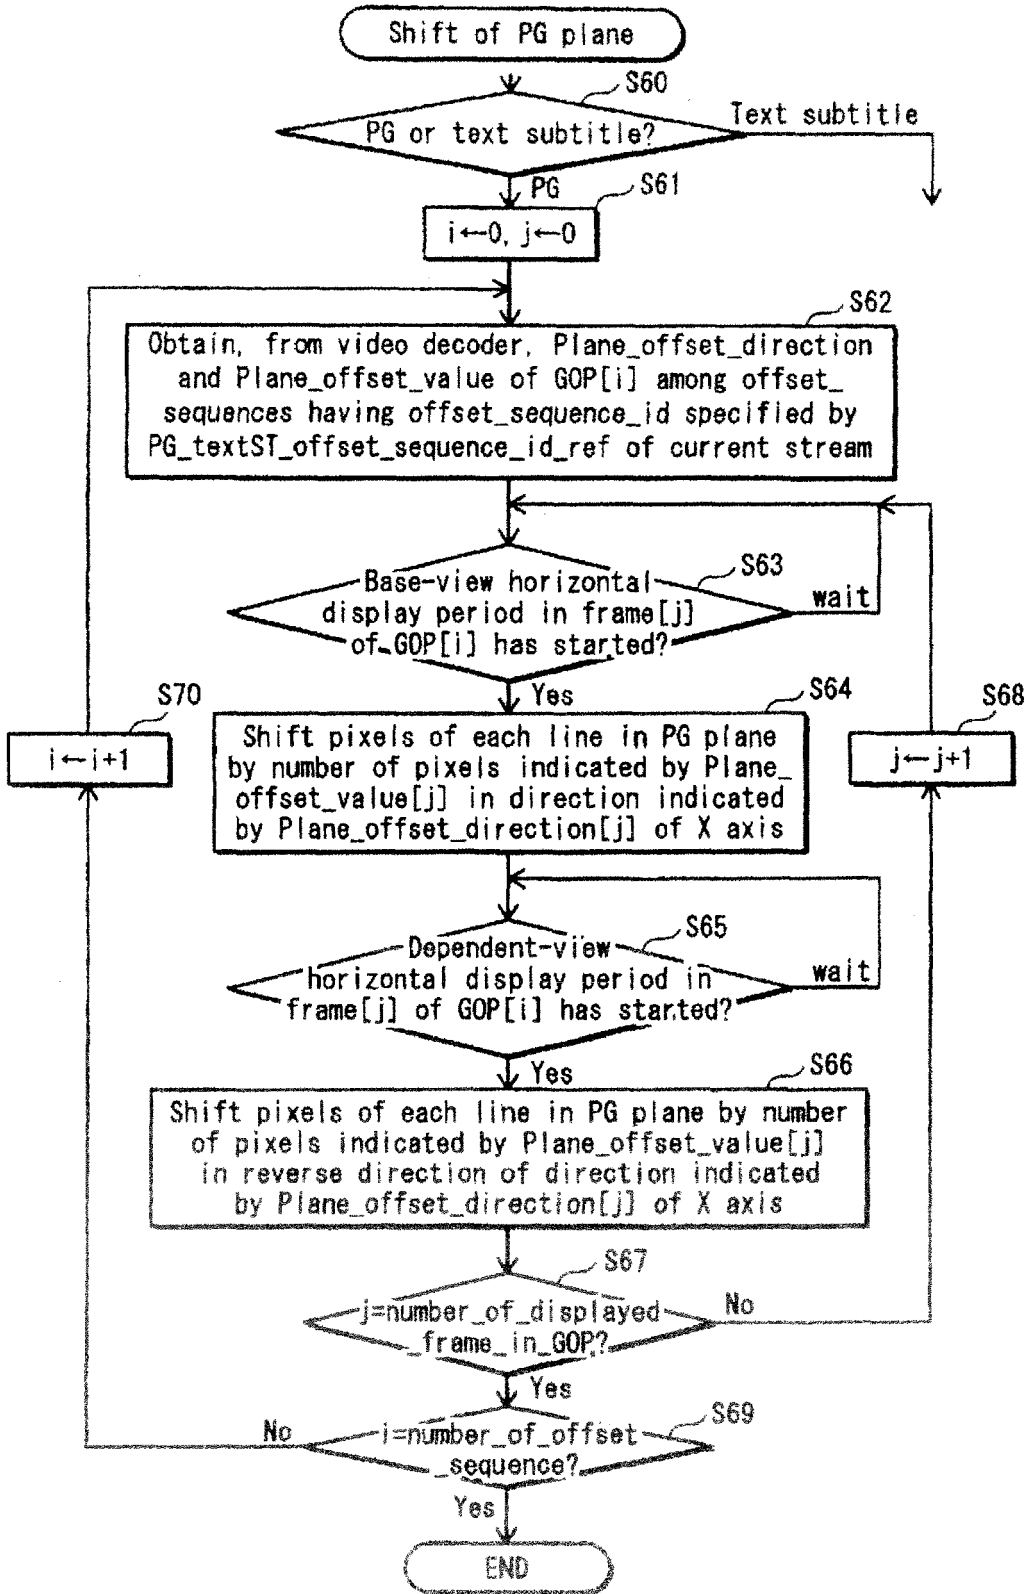 Shift of PG plane
S60
PG or text subtitle?
Text subtitle
PG
S61
i←0, j←0
S62
Obtain, from video decoder, Plane_offset_direction
and Plane_offset_value of GOP[i] among offset_
sequences having offset_sequence_id specified by
PG_textST_offset_sequence_id_ref of current stream
S63
Base-view horizontal
display period in frame[j]
of GOP[i] has started?
wait
Yes
S64
Shift pixels of each line in PG plane
by number of pixels indicated by Plane_
offset_value[j] in direction indicated
by Plane_offset_direction[j] of X axis
S70
i←i+1
S68
j←j+1
S65
Dependent-view
horizontal display period in
frame[j] of GOP[i] has started?
wait
Yes
S66
Shift pixels of each line in PG plane by number
of pixels indicated by Plane_offset_value[j]
in reverse direction of direction indicated
by Plane_offset_direction[j] of X axis
S67
j=number_of_displayed
_frame_in_GOP?
No
Yes
S69
i=number_of_offset
_sequence?
No
Yes
END